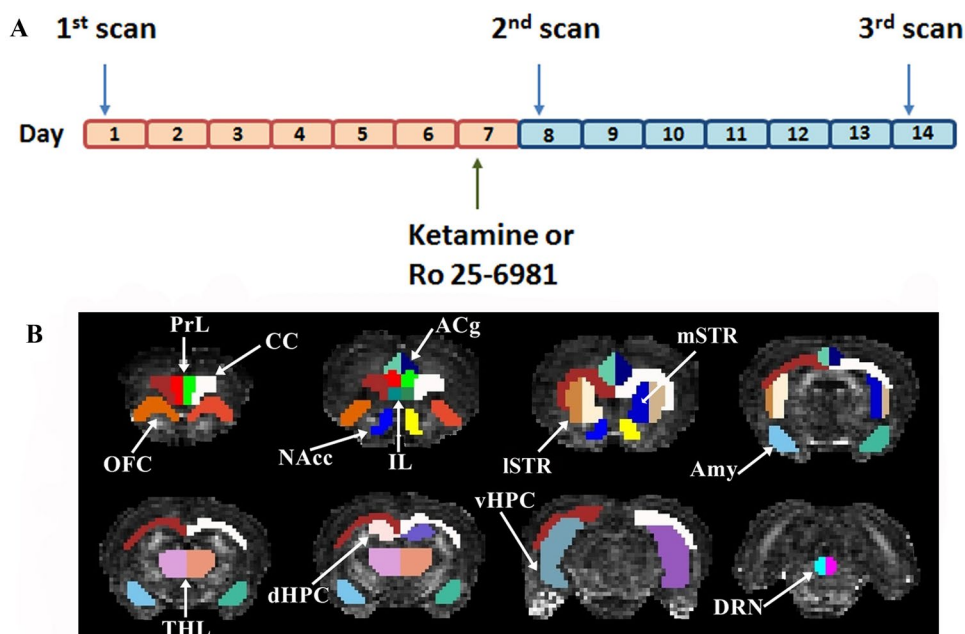 A
1st scan 2nd scan 3rd scan
Day 1 2 3 4 5 6 7 8 9 10 11 12 13 14
Ketamine or
Ro 25-6981
B
PrL CC ACg mSTR
OFC NAcc IL lSTR Amy
vHPC
dHPC DRN
THL